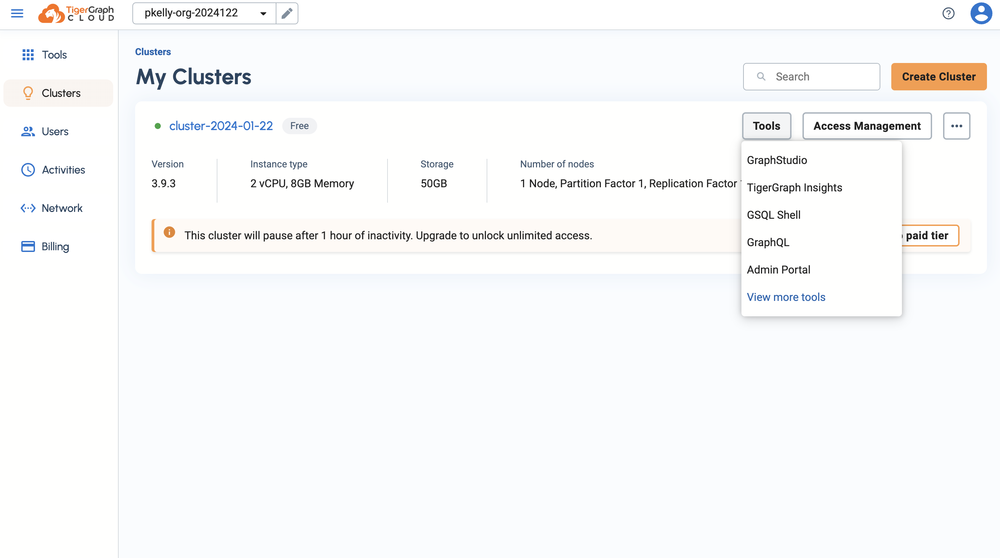 TigerGraph
CLOUD
pkelly-org-2024122
Tools
Clusters
Users
Activities
Network
Billing
Clusters
My Clusters
Search
Create Cluster
cluster-2024-01-22
Free
Tools
Access Management
Version
3.9.3
Instance type
2 vCPU, 8GB Memory
Storage
50GB
Number of nodes
1 Node, Partition Factor 1, Replication Factor
This cluster will pause after 1 hour of inactivity. Upgrade to unlock unlimited access.
paid tier
GraphStudio
TigerGraph Insights
GSQL Shell
GraphQL
Admin Portal
View more tools